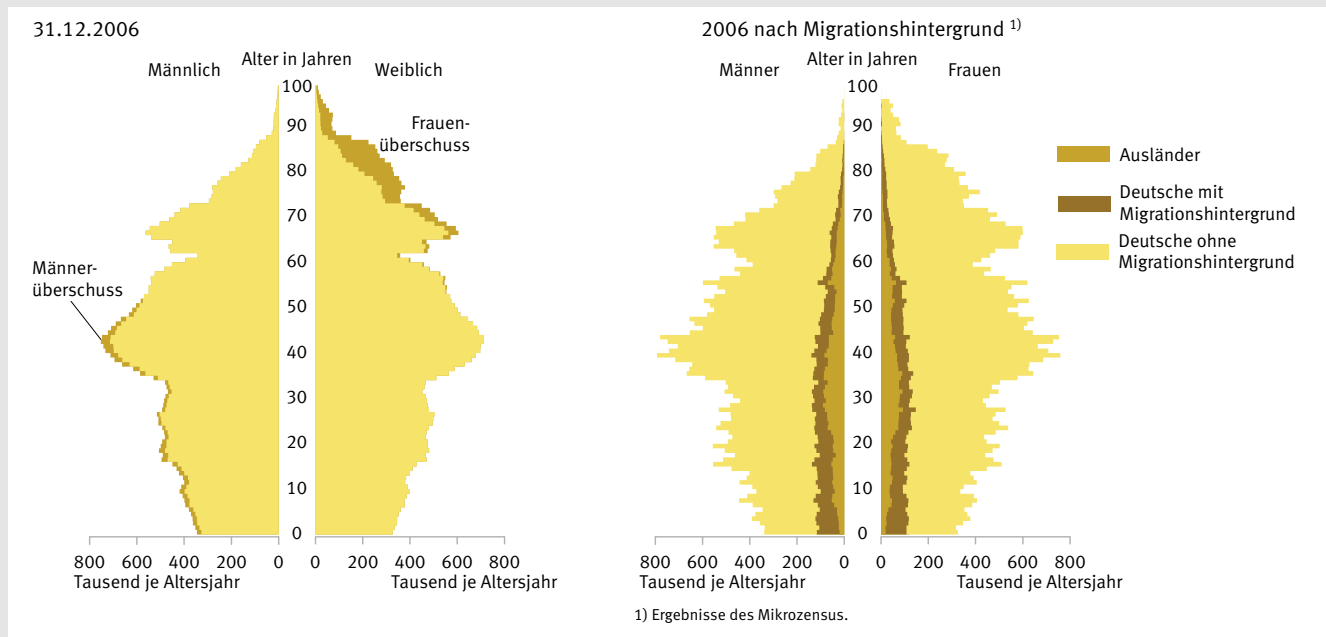 31.12.2006
Männlich
Alter in Jahren
Weiblich
100
90
80
70
60
50
40
30
20
10
0
Frauen-
überschuss
Männer-
überschuss
800 600 400 200 0
0 200 400 600 800
Tausend je Altersjahr
Tausend je Altersjahr
2006 nach Migrationshintergrund 1)
Männer
Alter in Jahren
Frauen
100
90
80
70
60
50
40
30
20
10
0
800 600 400 200 0
0 200 400 600 800
Tausend je Altersjahr
Tausend je Altersjahr
Ausländer
Deutsche mit
Migrationshintergrund
Deutsche ohne
Migrationshintergrund
1) Ergebnisse des Mikrozensus.